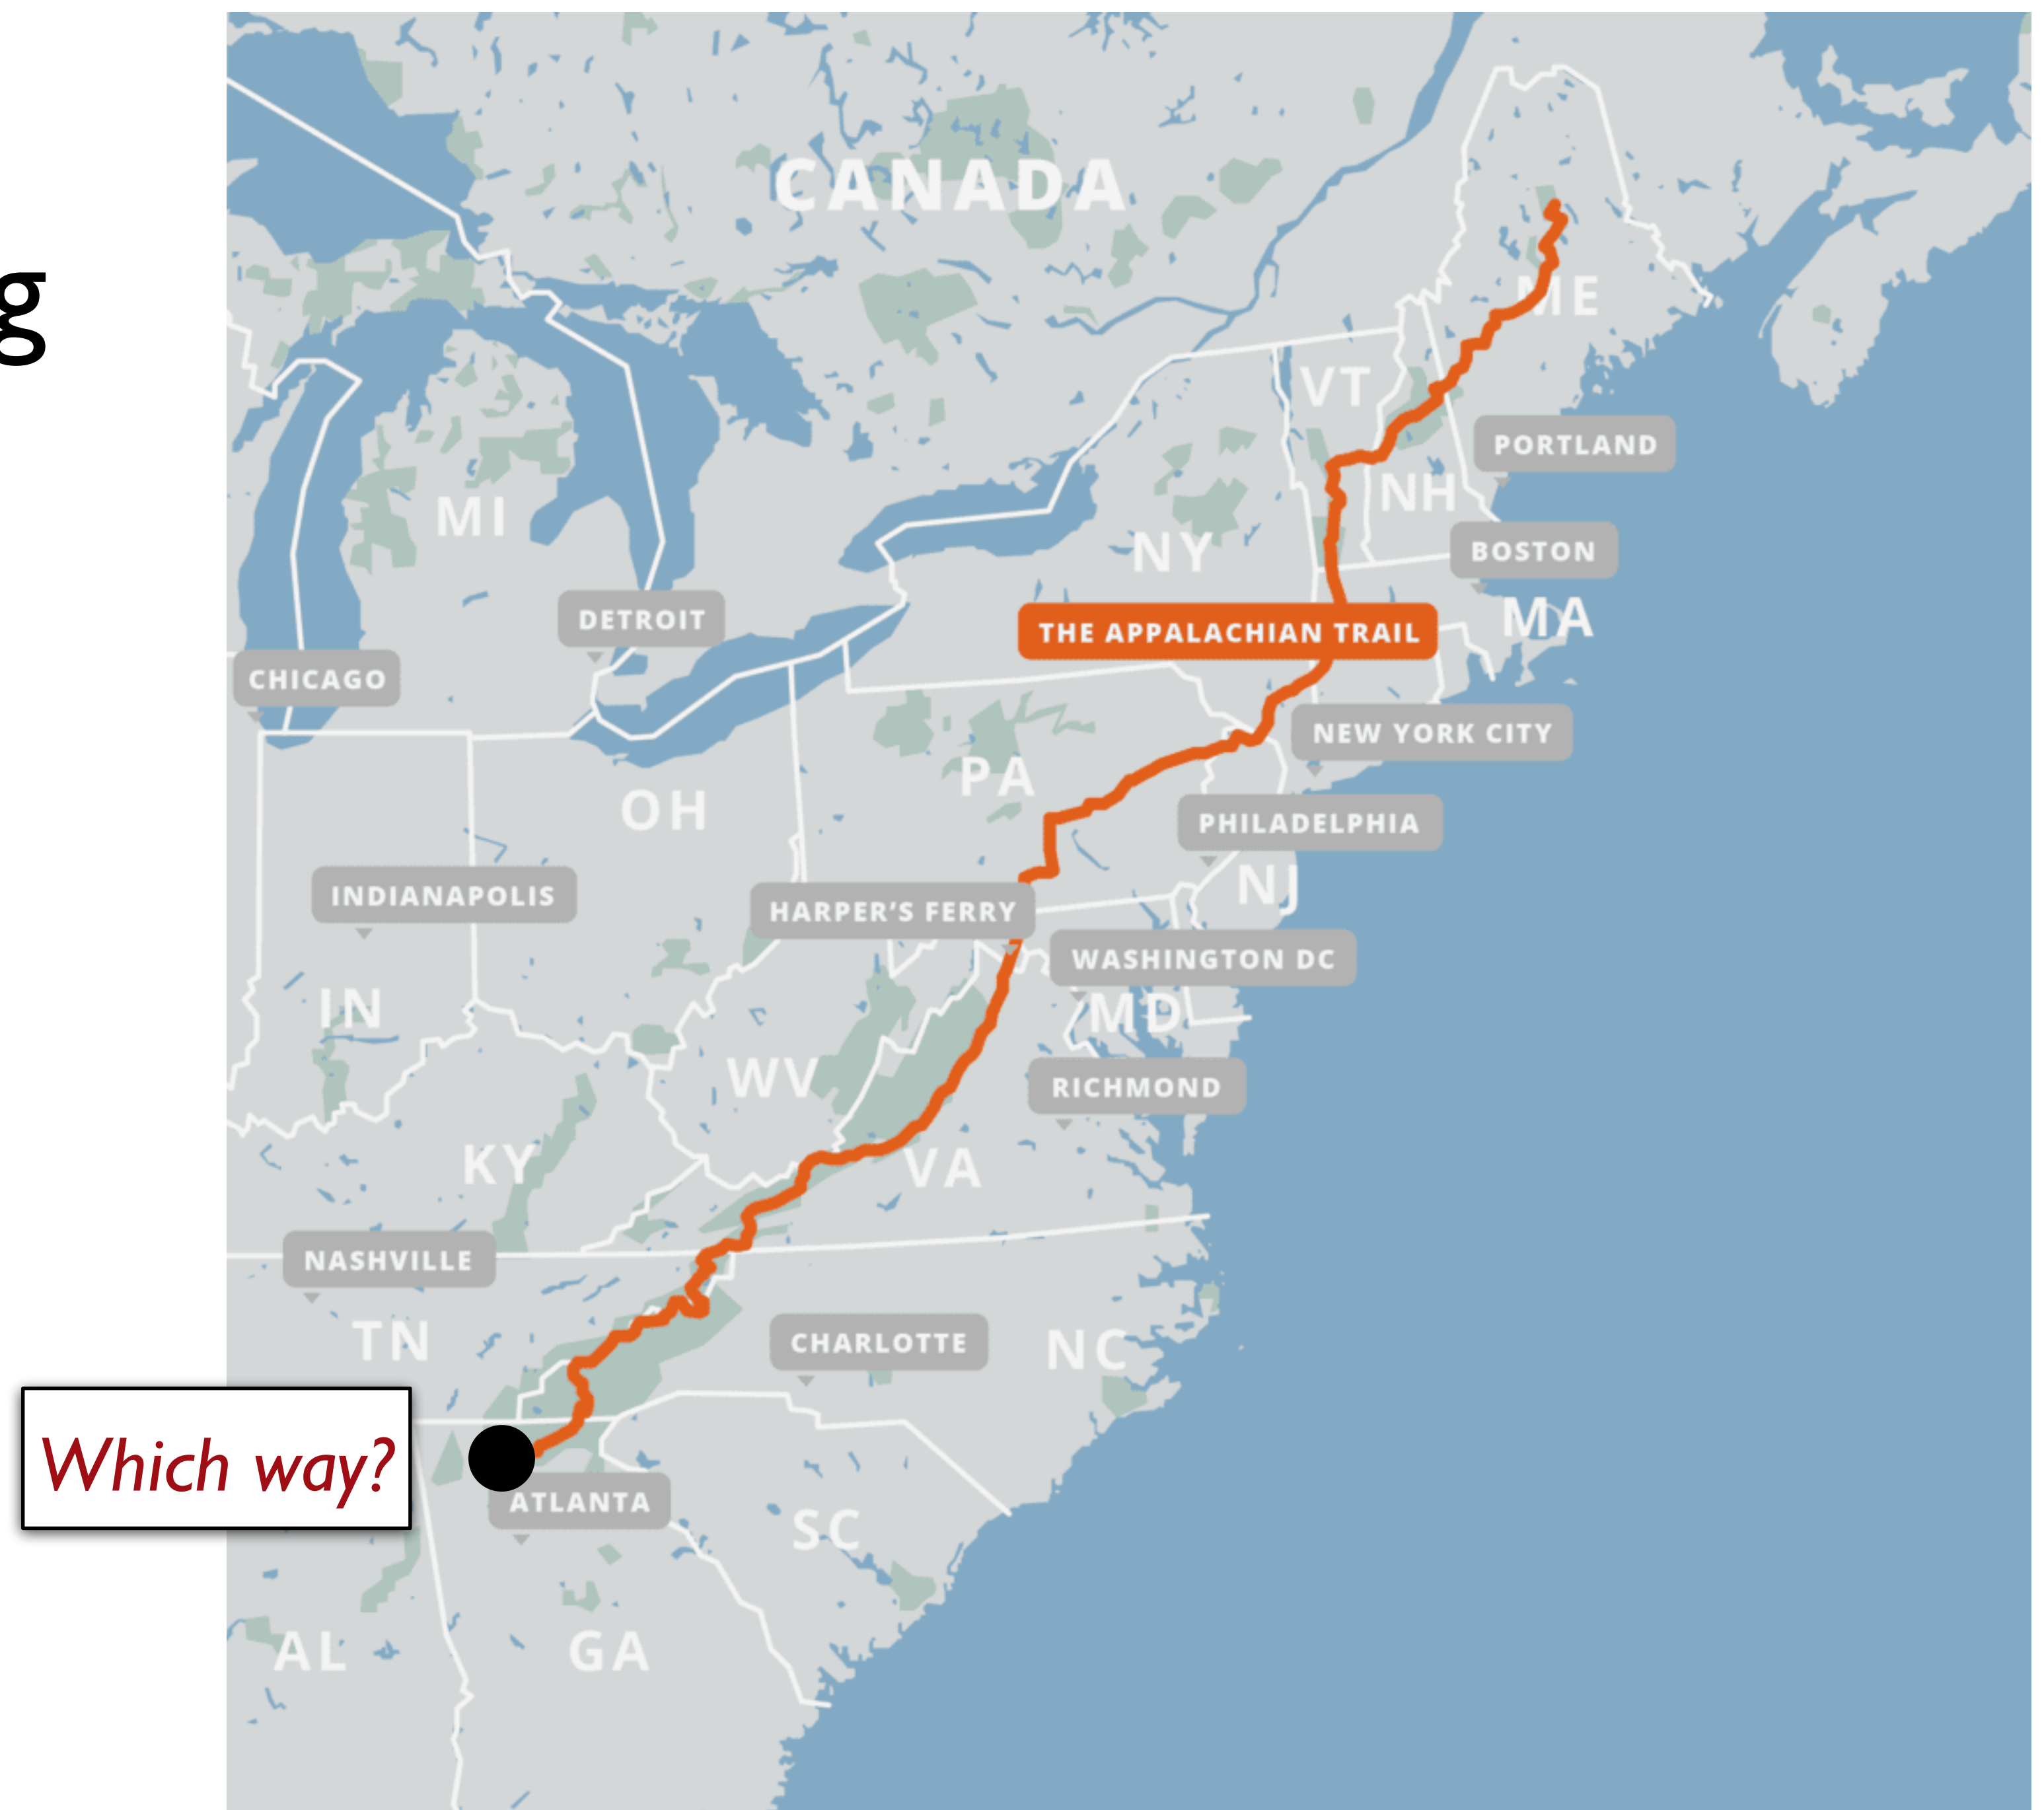 g
CANADA
ME
VT
PORTLAND
NH
MI
BOSTON
NY
MA
DETROIT
THE APPALACHIAN TRAIL
CHICAGO
NEW YORK CITY
PA
OH
PHILADELPHIA
NJ
INDIANAPOLIS
HARPER'S FERRY
WASHINGTON DC
IN
MD
WV
RICHMOND
KY
VA
NASHVILLE
TN
CHARLOTTE
NC
Which way?
ATLANTA
SC
AL
GA